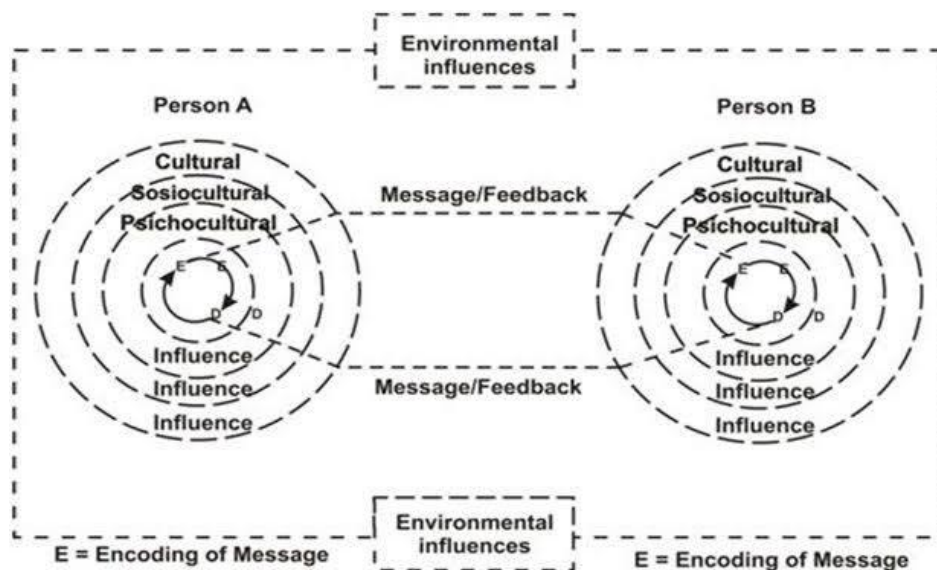 Environmental
influences
Person A
Person B
Cultural
Sosiocultural
Psichocultural
E
E
D
D
Influence
Influence
Influence
Message/Feedback
Message/Feedback
Cultural
Sosiocultural
Psichocultural
E
E
D
D
Influence
Influence
Influence
Environmental
influences
E = Encoding of Message
E = Encoding of Message